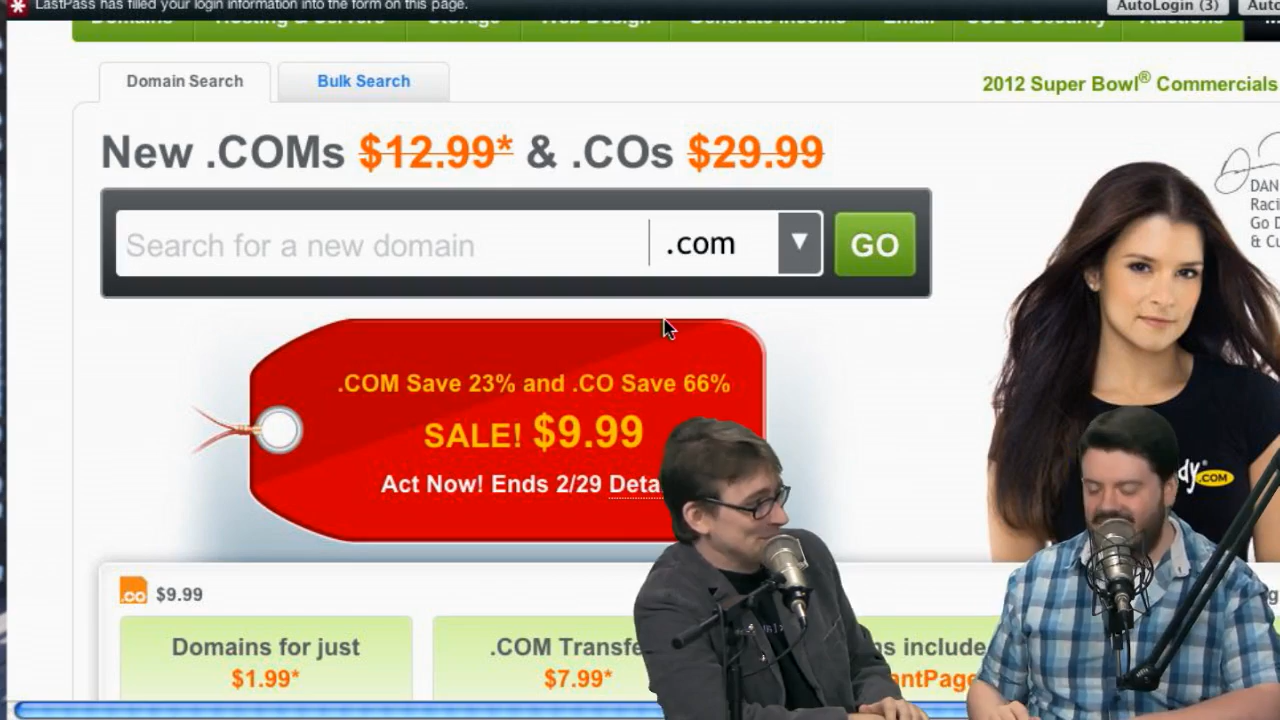 LastPass has filled your login information into the form on this page.
AutoLogin (3)
Domain Search
Bulk Search
2012 Super Bowl® Commercials
New .COMs $12.99* & .COs $29.99
Search for a new domain
.com
GO
.COM Save 23% and .CO Save 66%
SALE! $9.99
Act Now! Ends 2/29
.co $9.99
Domains for just
$1.99*
.COM
$7.99*
include
.COM